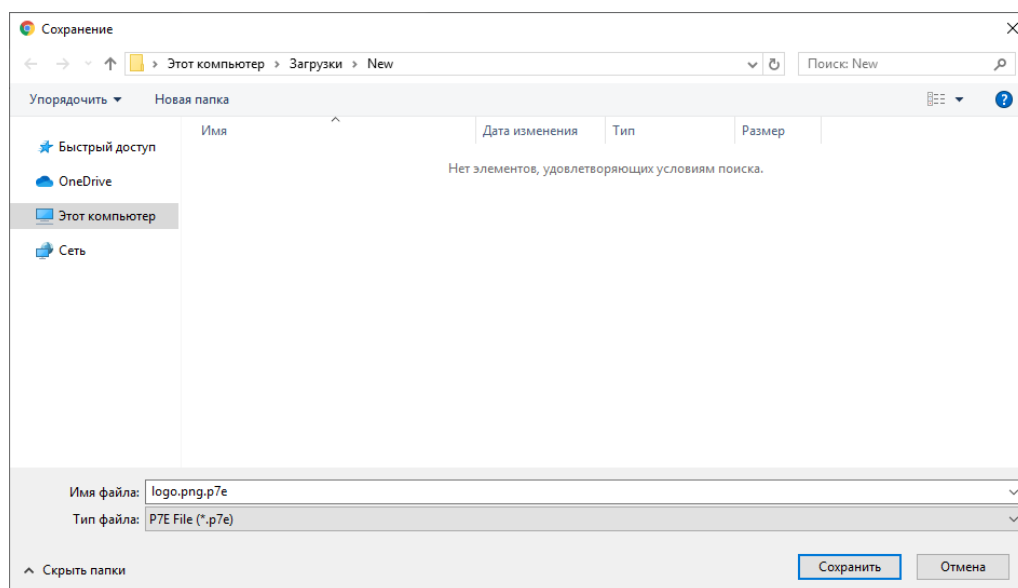 Сохранение
Этот компьютер > Загрузки > New
Поиск: New
Упорядочить
Новая папка
Имя
Дата изменения
Тип
Размер
Нет элементов, удовлетворяющих условиям поиска.
Быстрый доступ
OneDrive
Этот компьютер
Сеть
Имя файла: logo.png.p7e
Тип файла: P7E File (*.p7e)
Скрыть папки
Сохранить
Отмена